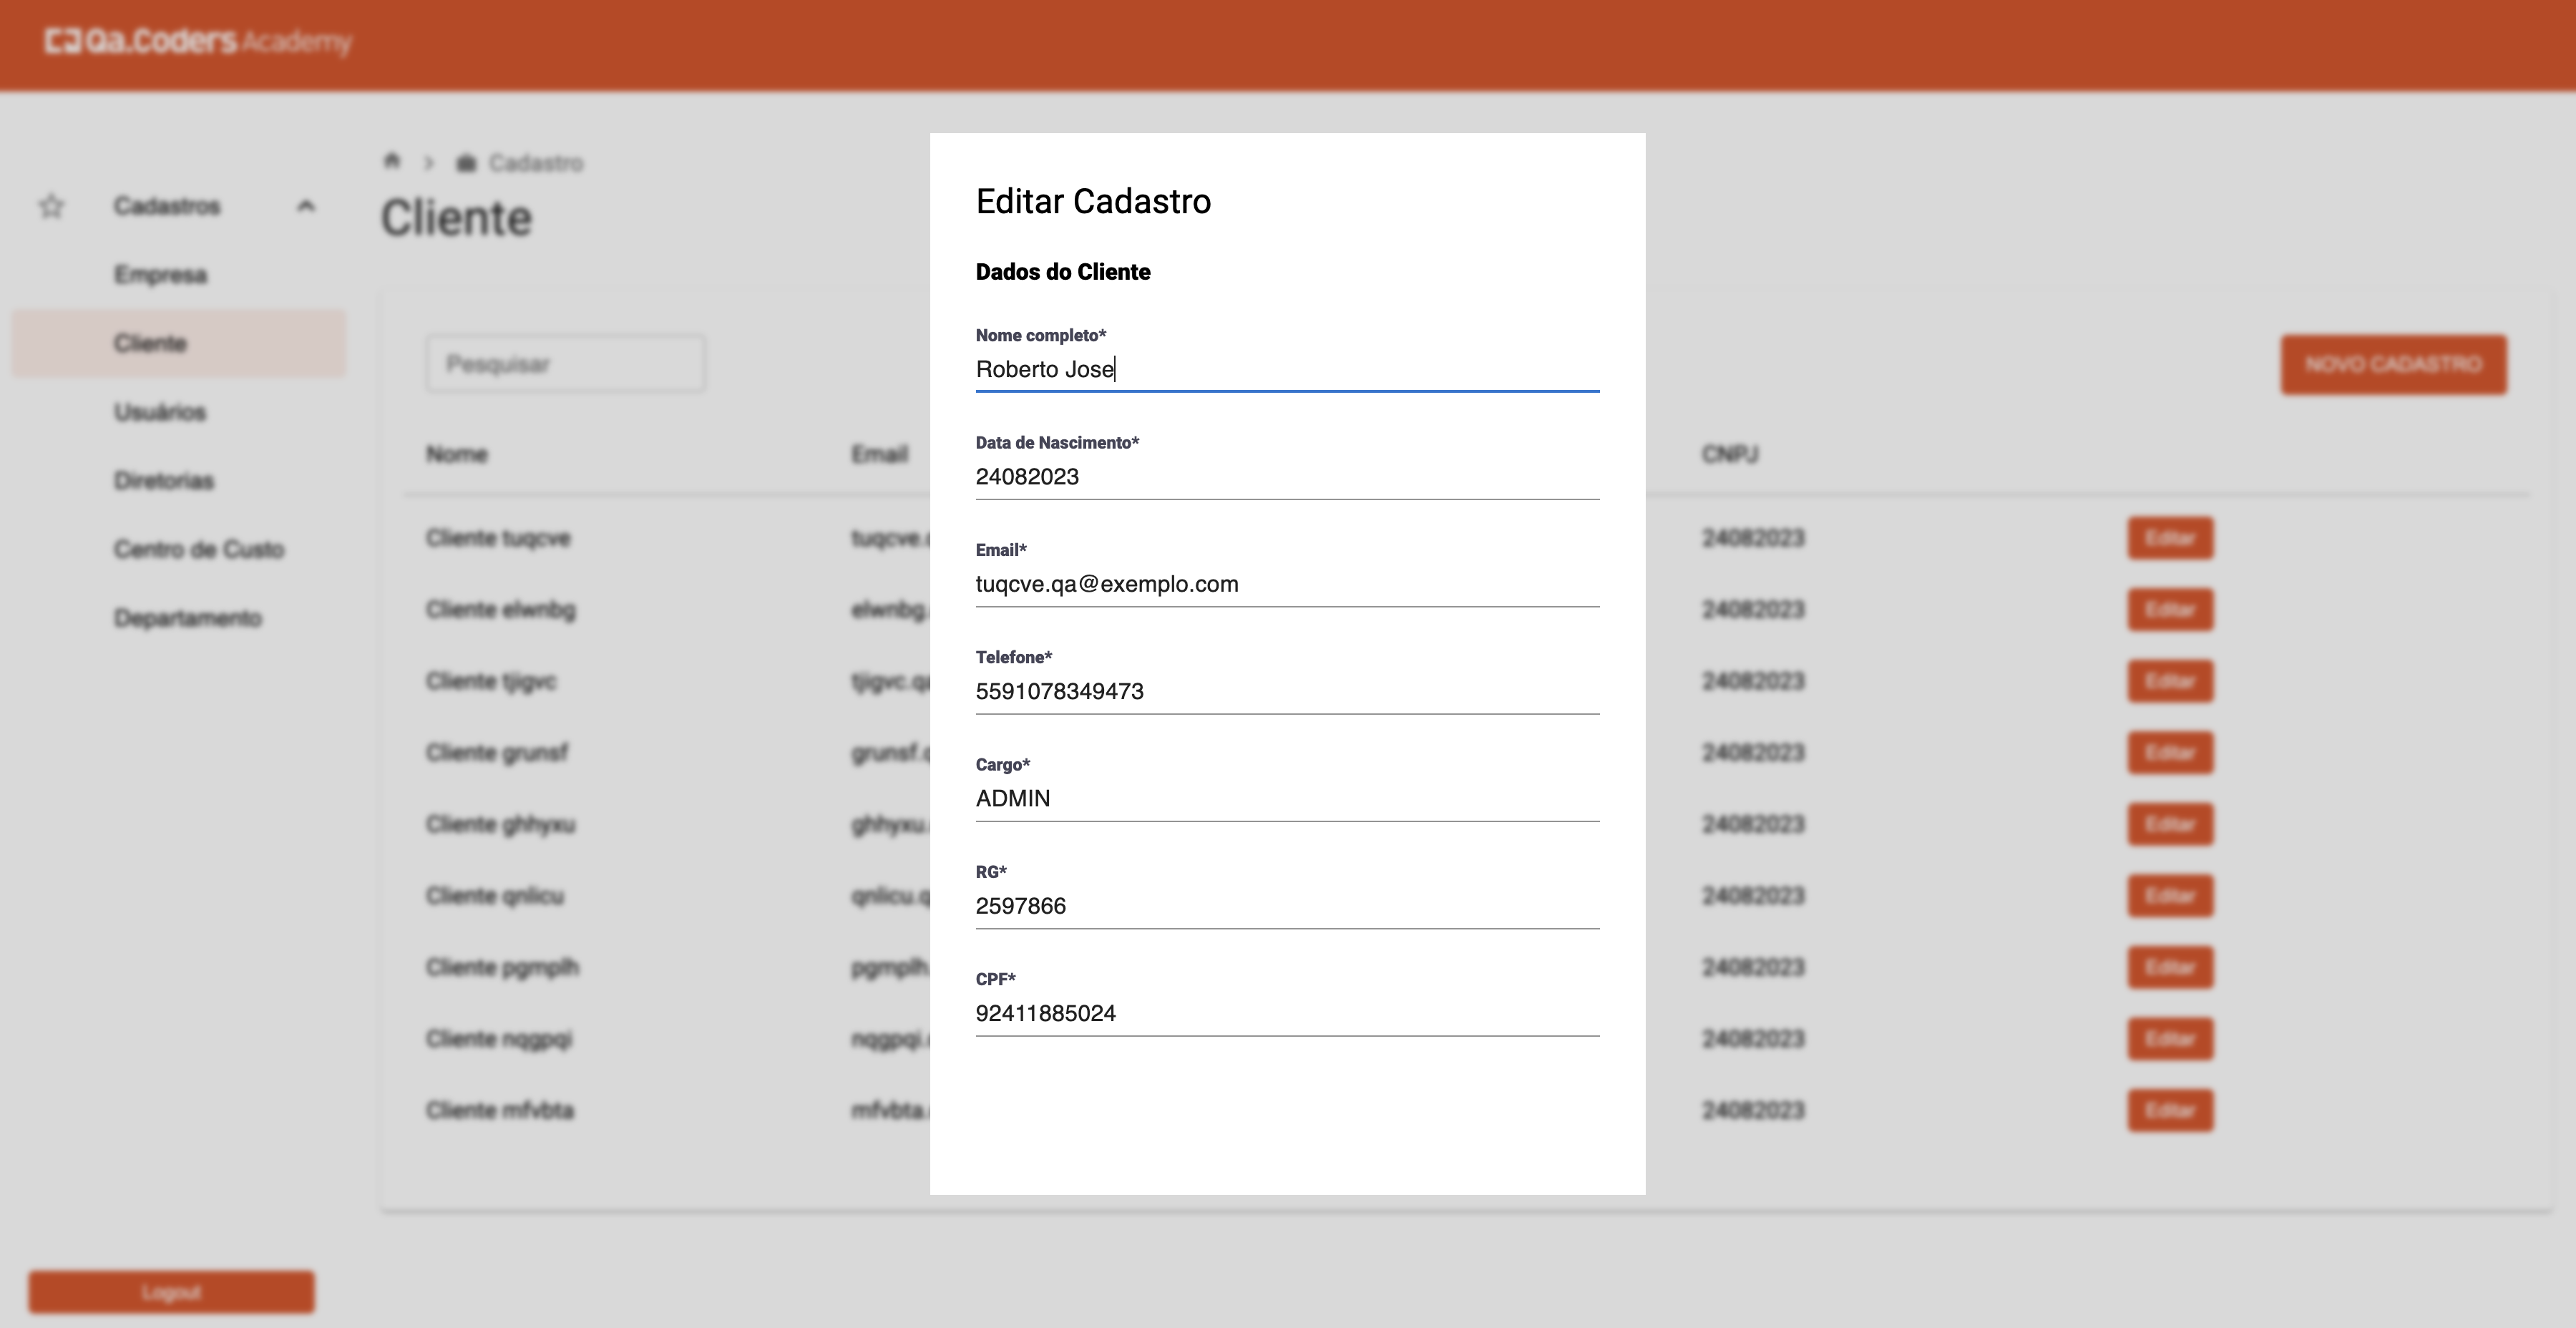 Qa.Coders Academy
Cadastro
Cliente
Cadastros
Empresa
Cliente
Usuários
Diretorias
Centro de Custo
Departamento
Logout
Pesquisar
NOVO CADASTRO
Nome Email CNPJ
Cliente tuqcve tuqcve. 24082023 Editar
Cliente elwnbg elwnbg. 24082023 Editar
Cliente tjigvc tjigvc.qa 24082023 Editar
Cliente grunsf grunsf. 24082023 Editar
Cliente ghhyxu ghhyxu. 24082023 Editar
Cliente qnlicu qnlicu.q 24082023 Editar
Cliente pgmplh pgmplh. 24082023 Editar
Cliente nqgpqi nqgpqi. 24082023 Editar
Cliente mfvbta mfvbta. 24082023 Editar
Editar Cadastro
Dados do Cliente
Nome completo*
Roberto Jose
Data de Nascimento*
24082023
Email*
tuqcve.qa@exemplo.com
Telefone*
5591078349473
Cargo*
ADMIN
RG*
2597866
CPF*
92411885024